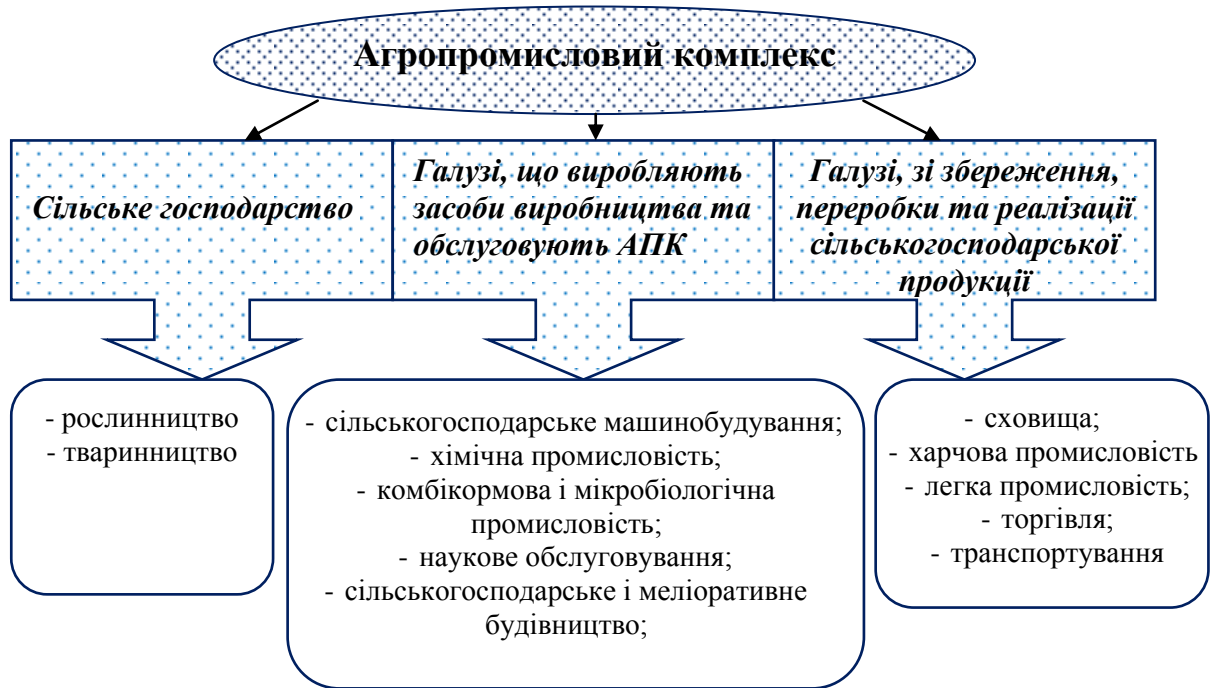 Агропромисловий комплекс
Сільське господарство
Галузі, що виробляють
засоби виробництва та
обслуговують АПК
Галузі, зі збереження,
переробки та реалізації
сільськогосподарської
продукції
- рослинництво
- тваринництво
- сільськогосподарське машинобудування;
- хімічна промисловість;
- комбікормова і мікробіологічна
промисловість;
- наукове обслуговування;
- сільськогосподарське і меліоративне
будівництво;
- сховища;
- харчова промисловість
- легка промисловість;
- торгівля;
- транспортування